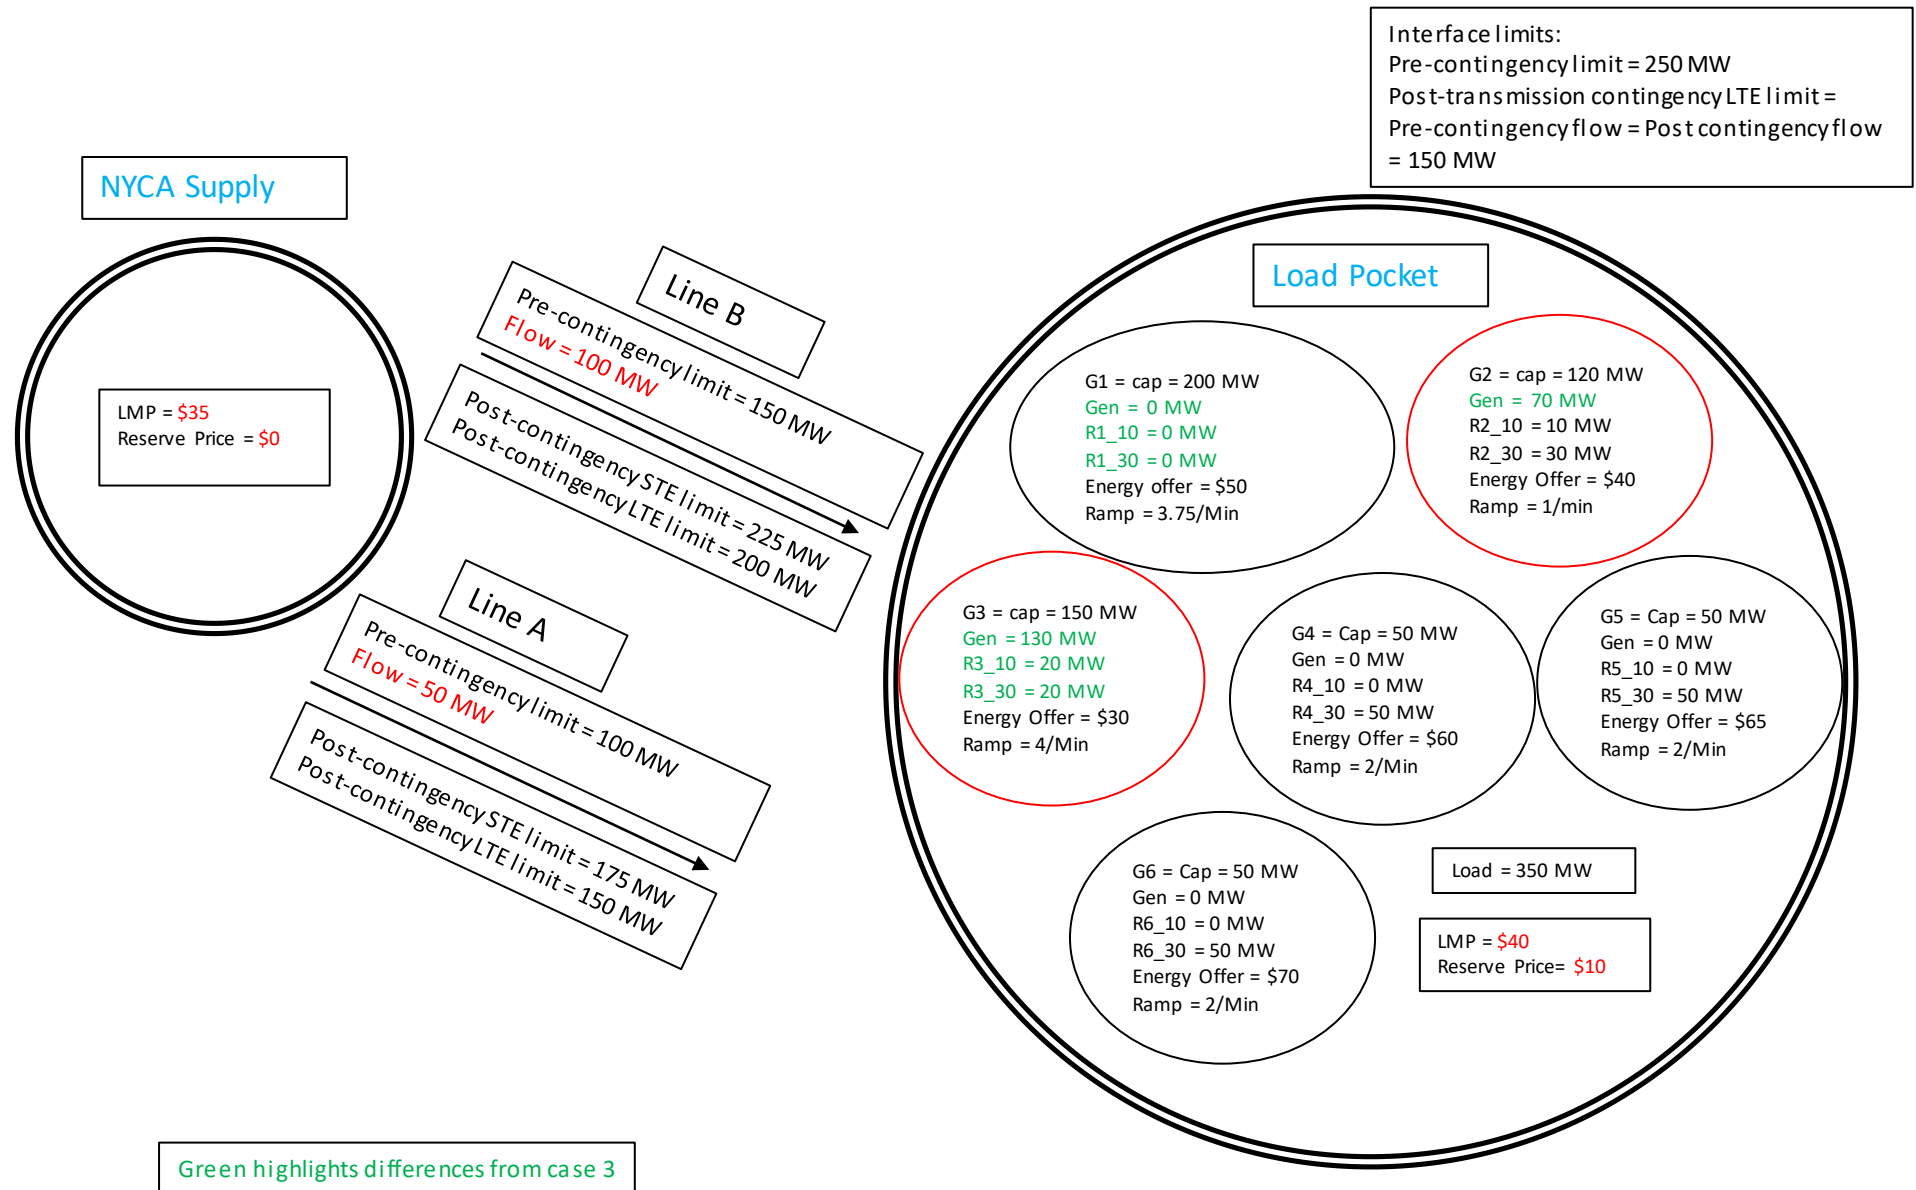 Interface limits:
Pre-contingency limit = 250 MW
Post-transmission contingency LTE limit =
Pre-contingency flow = Post contingency flow
= 150 MW
NYCA Supply
LMP = $35
Reserve Price = $0
Line B
Pre-contingency limit = 150 MW
Flow = 100 MW
Post-contingency STE limit = 225 MW
Post-contingency LTE limit = 200 MW
Line A
Pre-contingency limit = 100 MW
Flow = 50 MW
Post-contingency STE limit = 175 MW
Post-contingency LTE limit = 150 MW
Load Pocket
G1 = cap = 200 MW
Gen = 0 MW
R1_10 = 0 MW
R1_30 = 0 MW
Energy offer = $50
Ramp = 3.75/Min
G2 = cap = 120 MW
Gen = 70 MW
R2_10 = 10 MW
R2_30 = 30 MW
Energy Offer = $40
Ramp = 1/min
G3 = cap = 150 MW
Gen = 130 MW
R3_10 = 20 MW
R3_30 = 20 MW
Energy Offer = $30
Ramp = 4/Min
G4 = Cap = 50 MW
Gen = 0 MW
R4_10 = 0 MW
R4_30 = 50 MW
Energy Offer = $60
Ramp = 2/Min
G5 = Cap = 50 MW
Gen = 0 MW
R5_10 = 0 MW
R5_30 = 50 MW
Energy Offer = $65
Ramp = 2/Min
G6 = Cap = 50 MW
Gen = 0 MW
R6_10 = 0 MW
R6_30 = 50 MW
Energy Offer = $70
Ramp = 2/Min
Load = 350 MW
LMP = $40
Reserve Price= $10
Green highlights differences from case 3